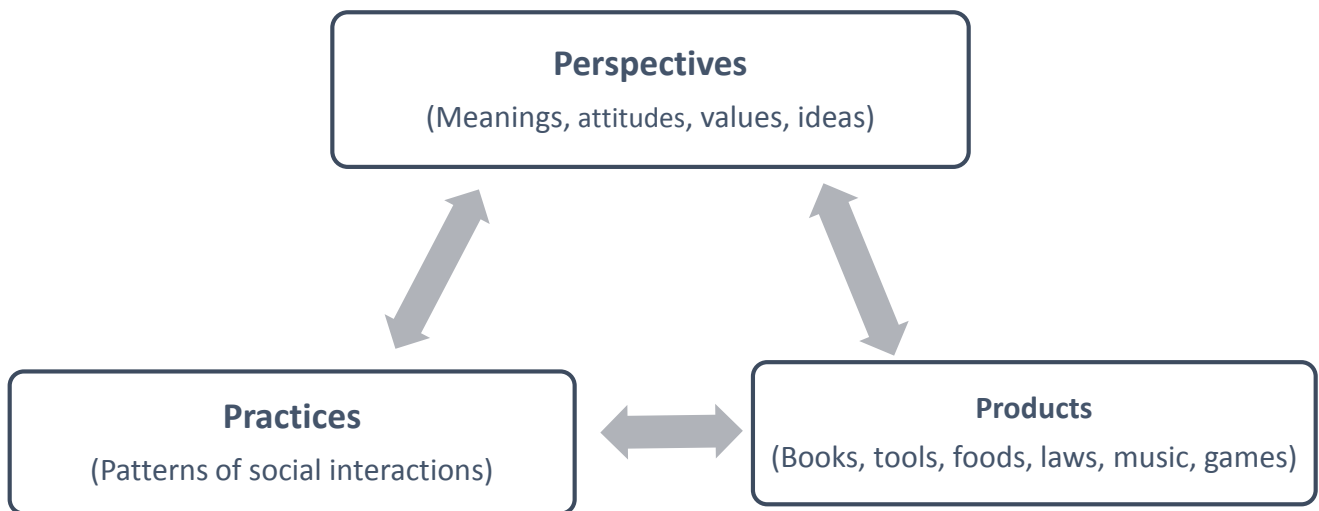 Perspectives
(Meanings, attitudes, values, ideas)
Practices
(Patterns of social interactions)
Products
(Books, tools, foods, laws, music, games)